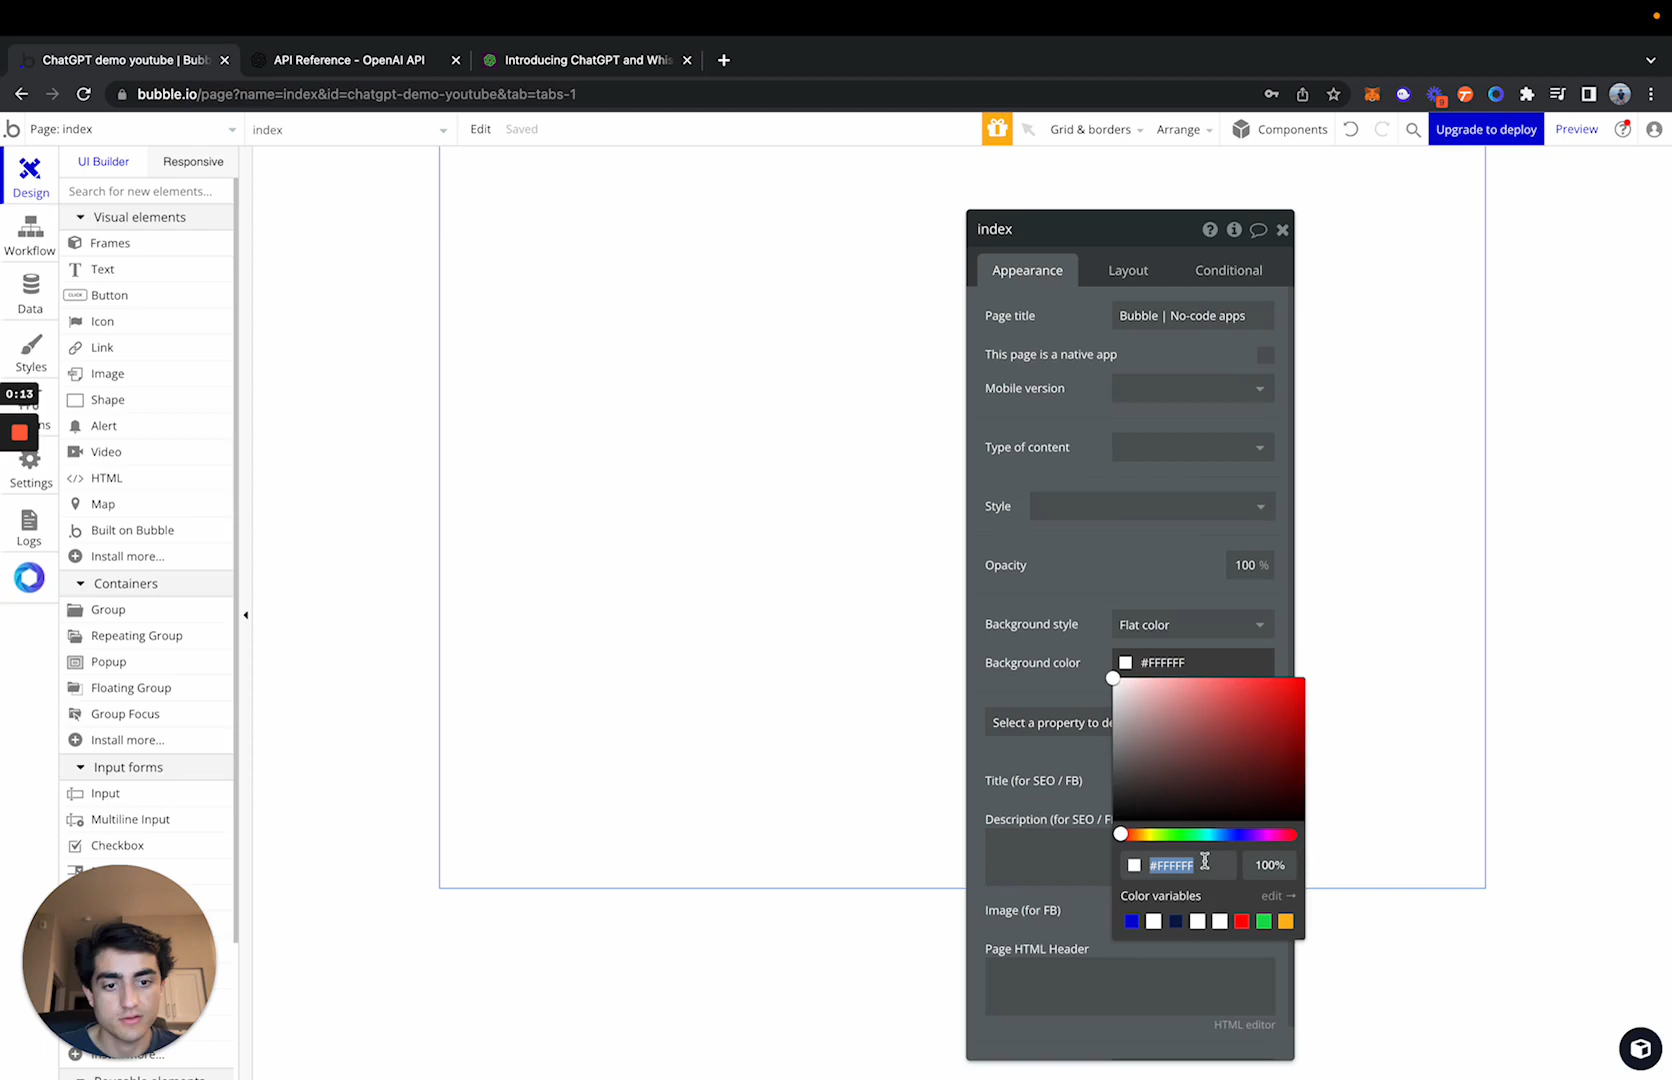 ChatGPT demo youtube | Bubb
API Reference - OpenAI API
Introducing ChatGPT and Whis
bubble.io/page?name=index&id=chatgpt-demo-youtube&tab=tabs-1
Page: index
index
Edit
Saved
Grid & borders
Arrange
Components
Upgrade to deploy
Preview
UI Builder
Responsive
Search for new elements...
Design
Workflow
Data
Styles
0:13
ns
Settings
Logs
Visual elements
Frames
Text
CLICK
Button
Icon
Link
Image
Shape
Alert
Video
HTML
Map
Built on Bubble
Install more...
Containers
Group
Repeating Group
Popup
Floating Group
Group Focus
Install more...
Input forms
Input
Multiline Input
Checkbox
Install more...
index
Appearance
Layout
Conditional
Page title
Bubble | No-code apps
This page is a native app
Mobile version
Type of content
Style
Opacity
100 %
Background style
Flat color
Background color
#FFFFFF
Select a property to de
Title (for SEO / FB)
Description (for SEO / F
#FFFFFF
100%
Color variables
edit →
Image (for FB)
Page HTML Header
HTML editor